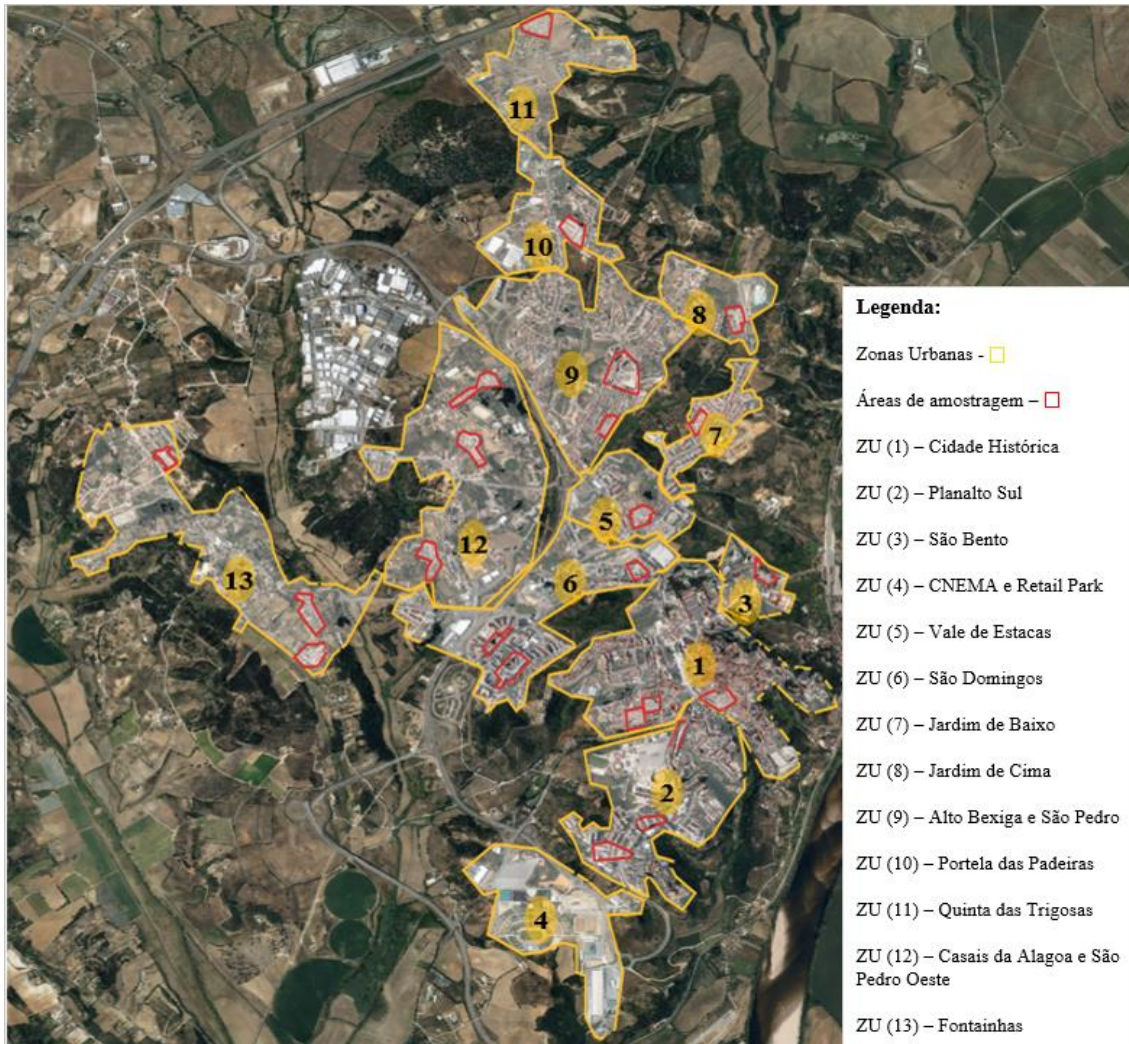 11
10
8
9
7
5
12
6
13
3
1
2
4
Legenda:
Zonas Urbanas -
Áreas de amostragem –
ZU (1) – Cidade Histórica
ZU (2) – Planalto Sul
ZU (3) – São Bento
ZU (4) – CNEMA e Retail Park
ZU (5) – Vale de Estacas
ZU (6) – São Domingos
ZU (7) – Jardim de Baixo
ZU (8) – Jardim de Cima
ZU (9) – Alto Bexiga e São Pedro
ZU (10) – Portela das Padeiras
ZU (11) – Quinta das Trigosas
ZU (12) – Casais da Alagoa e São
Pedro Oeste
ZU (13) – Fontainhas